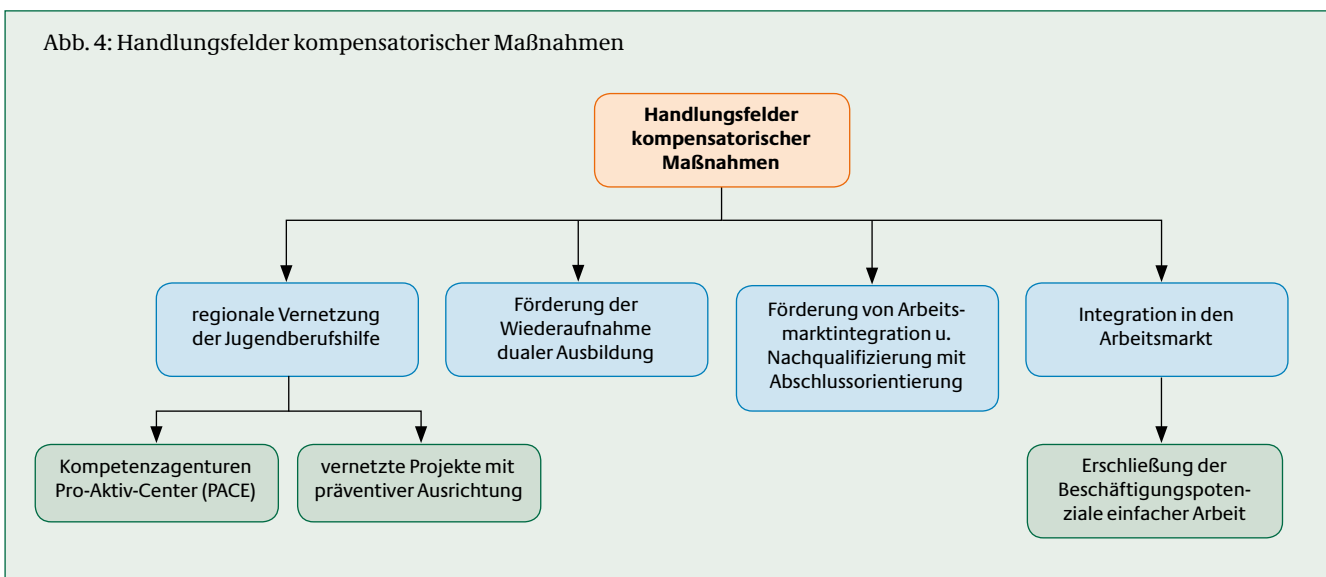 Abb. 4: Handlungsfelder kompensatorischer Maßnahmen
Handlungsfelder
kompensatorischer
Maßnahmen
regionale Vernetzung
der Jugendberufshilfe
Förderung der
Wiederaufnahme
dualer Ausbildung
Förderung von Arbeits-
marktintegration u.
Nachqualifizierung mit
Abschlussorientierung
Integration in den
Arbeitsmarkt
Kompetenzagenturen
Pro-Aktiv-Center (PACE)
vernetzte Projekte mit
präventiver Ausrichtung
Erschließung der
Beschäftigungspoten-
ziale einfacher Arbeit